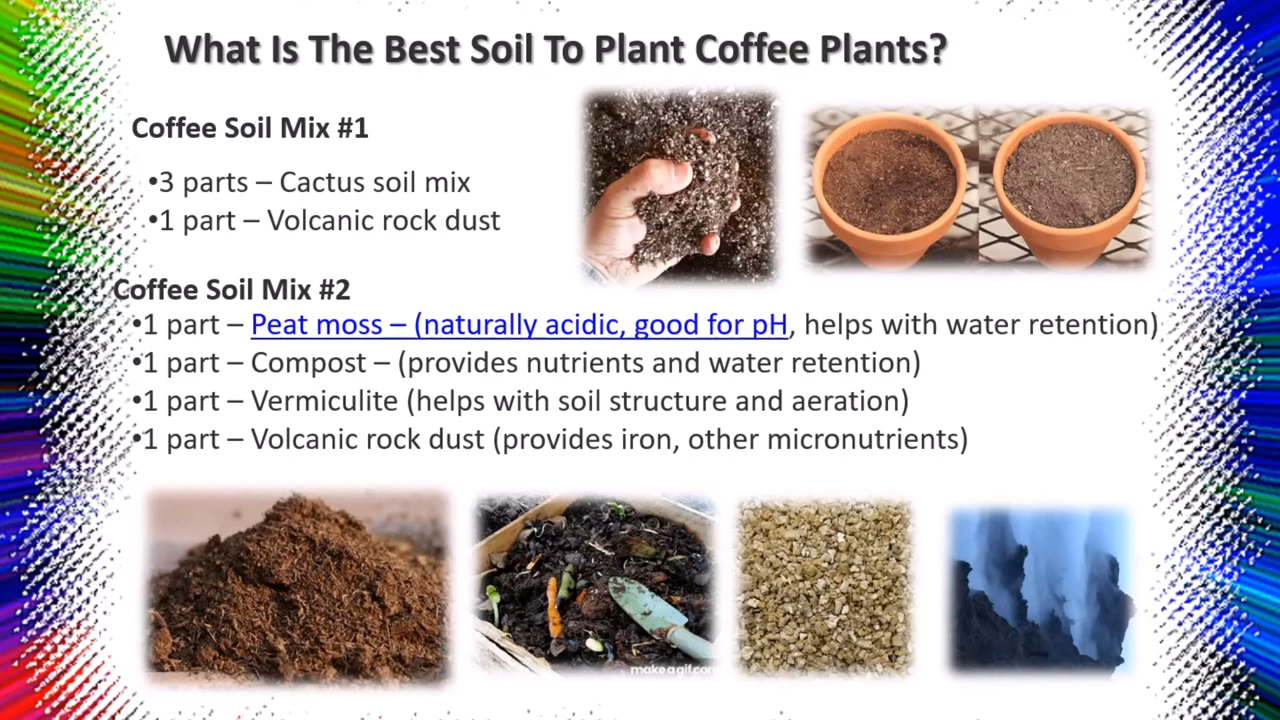 What Is The Best Soil To Plant Coffee Plants?
Coffee Soil Mix #1
•3 parts – Cactus soil mix
•1 part – Volcanic rock dust
Coffee Soil Mix #2
•1 part – Peat moss – (naturally acidic, good for pH, helps with water retention)
•1 part – Compost – (provides nutrients and water retention)
•1 part – Vermiculite (helps with soil structure and aeration)
•1 part – Volcanic rock dust (provides iron, other micronutrients)
makeagif.com